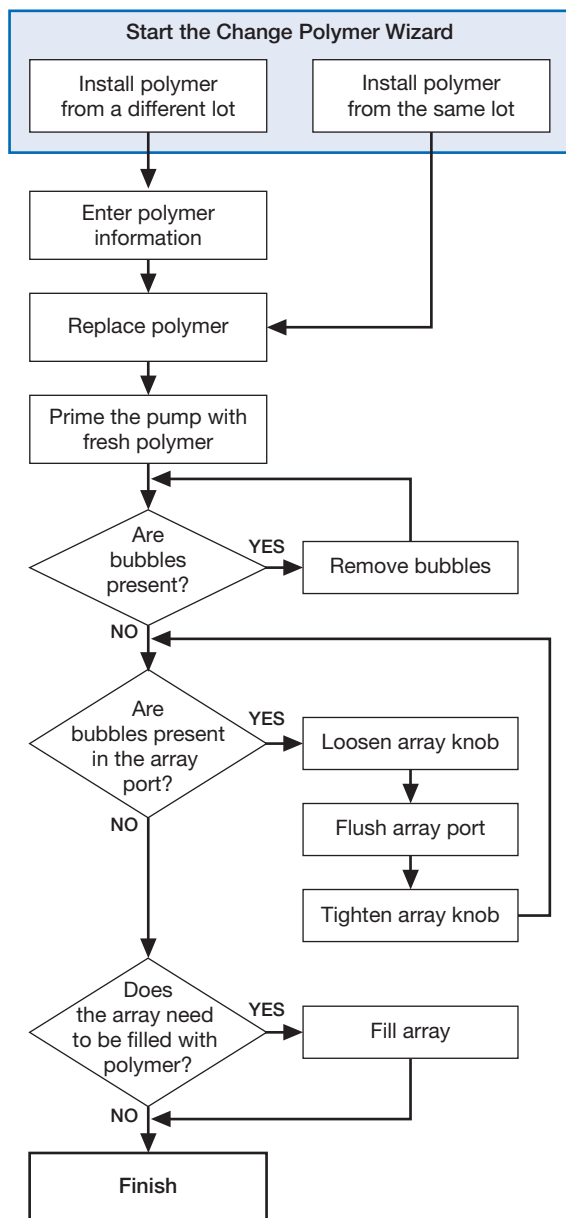 Start the Change Polymer Wizard
Install polymer
from a different lot
Install polymer
from the same lot
Enter polymer
information
Replace polymer
Prime the pump with
fresh polymer
Are
bubbles
present?
YES
Remove bubbles
NO
Are
bubbles present
in the array
port?
YES
Loosen array knob
Flush array port
Tighten array knob
NO
Does
the array need
to be filled with
polymer?
YES
Fill array
NO
Finish